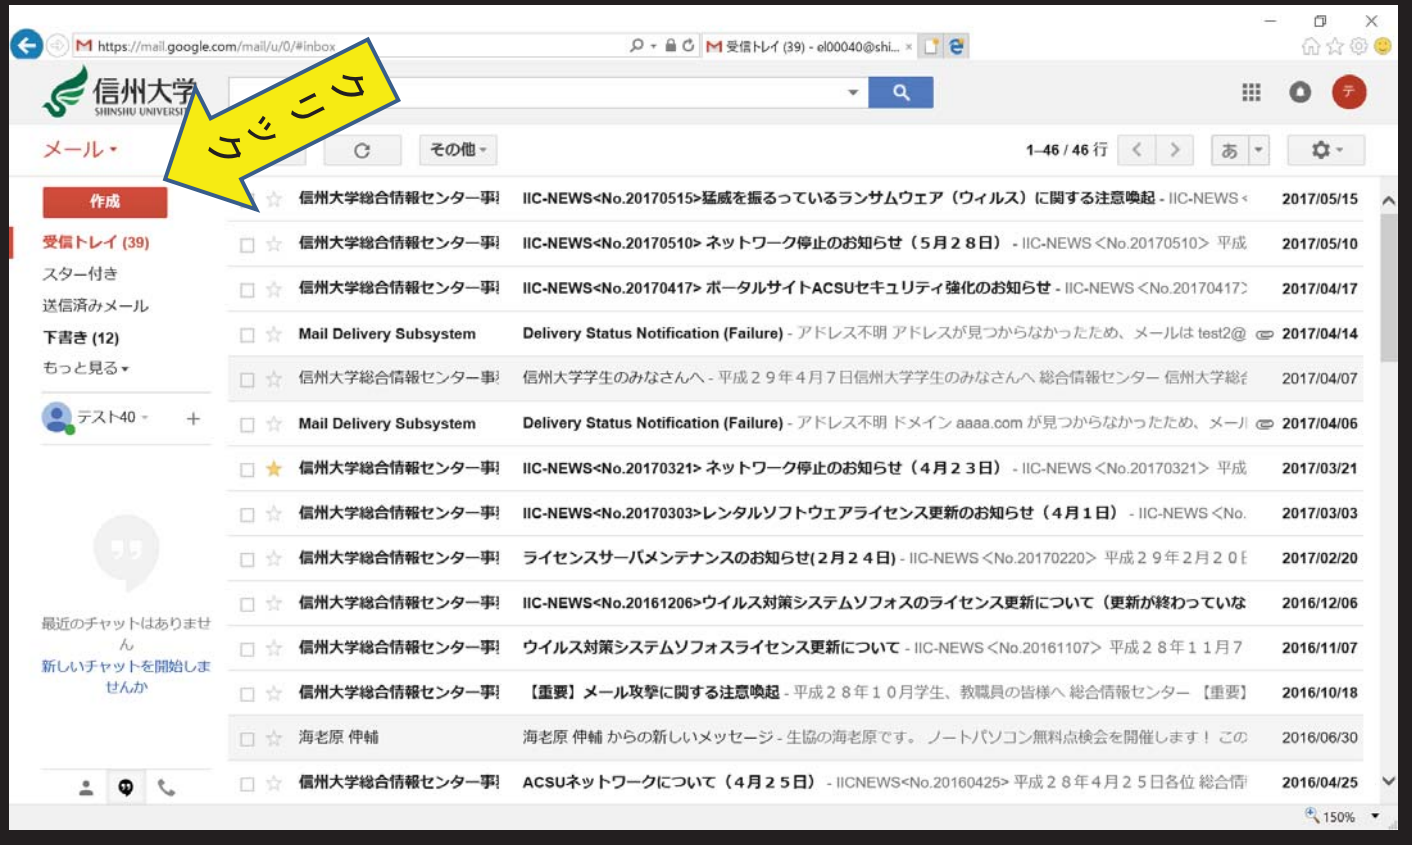 https://mail.google.com/mail/u/0/#inbox
受信トレイ (39) - el00040@shi...
信州大学
SHINSHU UNIVERSIT
クリック
テ
メール
その他
1–46 / 46 行
あ
作成
受信トレイ (39)
スター付き
送信済みメール
下書き (12)
もっと見る
テスト40
最近のチャットはありませ
ん
新しいチャットを開始しま
せんか
信州大学総合情報センター事 IIC-NEWS<No.20170515>猛威を振るっているランサムウェア（ウィルス）に関する注意喚起 - IIC-NEWS < 2017/05/15
信州大学総合情報センター事 IIC-NEWS<No.20170510> ネットワーク停止のお知らせ（５月２８日） - IIC-NEWS＜No.20170510＞ 平成 2017/05/10
信州大学総合情報センター事 IIC-NEWS<No.20170417> ポータルサイトACSUセキュリティ強化のお知らせ - IIC-NEWS＜No.20170417＞ 2017/04/17
Mail Delivery Subsystem Delivery Status Notification (Failure) - アドレス不明 アドレスが見つからなかったため、メールは test2@ 2017/04/14
信州大学総合情報センター事 信州大学学生のみなさんへ - 平成２９年４月７日信州大学学生のみなさんへ 総合情報センター 信州大学総 2017/04/07
Mail Delivery Subsystem Delivery Status Notification (Failure) - アドレス不明 ドメイン aaaa.com が見つからなかったため、メー 2017/04/06
信州大学総合情報センター事 IIC-NEWS<No.20170321> ネットワーク停止のお知らせ（４月２３日） - IIC-NEWS＜No.20170321＞ 平成 2017/03/21
信州大学総合情報センター事 IIC-NEWS<No.20170303>レンタルソフトウェアライセンス更新のお知らせ（４月１日） - IIC-NEWS＜No. 2017/03/03
信州大学総合情報センター事 ライセンスサーバメンテナンスのお知らせ(２月２４日) - IIC-NEWS＜No.20170220＞ 平成２９年２月２０ 2017/02/20
信州大学総合情報センター事 IIC-NEWS<No.20161206>ウイルス対策システムソフォスのライセンス更新について（更新が終わっていな 2016/12/06
信州大学総合情報センター事 ウイルス対策システムソフォスライセンス更新について - IIC-NEWS＜No.20161107＞ 平成２８年１１月７ 2016/11/07
信州大学総合情報センター事 【重要】メール攻撃に関する注意喚起 - 平成２８年１０月学生、教職員の皆様へ 総合情報センター 【重要】 2016/10/18
海老原 伸輔 海老原 伸輔 からの新しいメッセージ - 生協の海老原です。 ノートパソコン無料点検会を開催します！ この 2016/06/30
信州大学総合情報センター事 ACSUネットワークについて（４月２５日） - IICNEWS<No.20160425> 平成２８年４月２５日各位 総合情 2016/04/25
150%